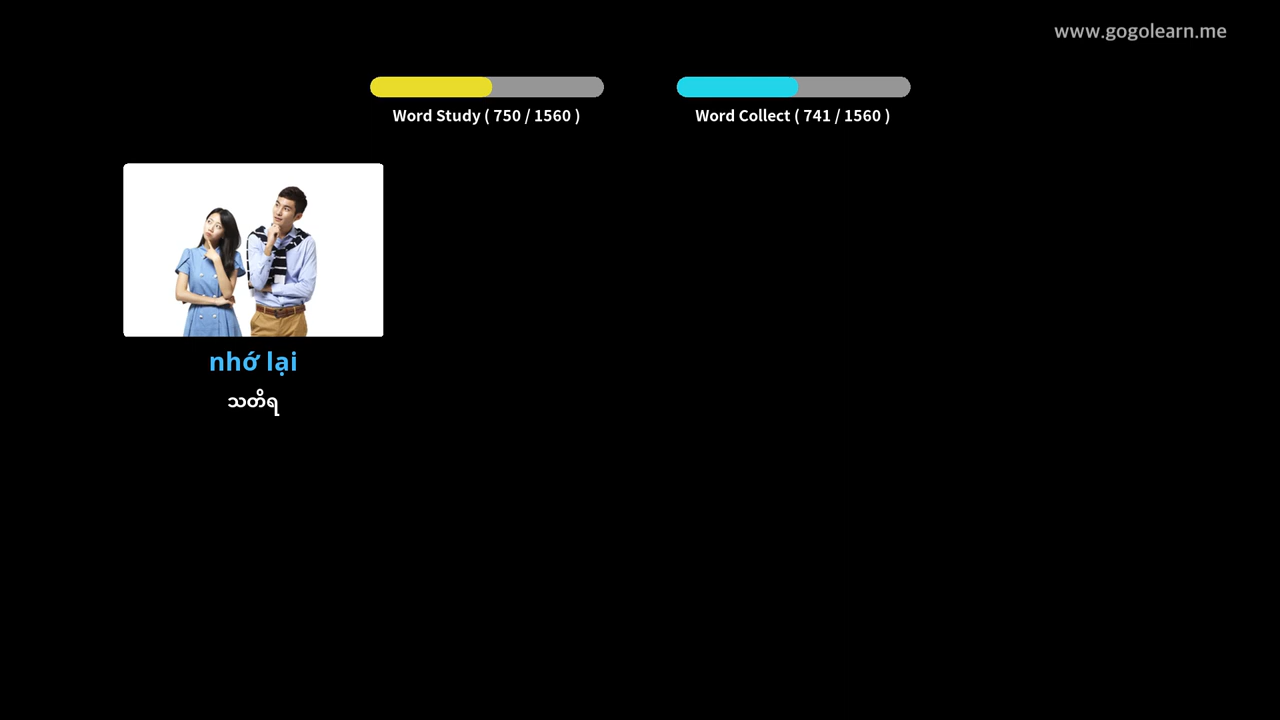 www.gogolearn.me
Word Study ( 750 / 1560 )
Word Collect ( 741 / 1560 )
nhớ lại
သတိရ